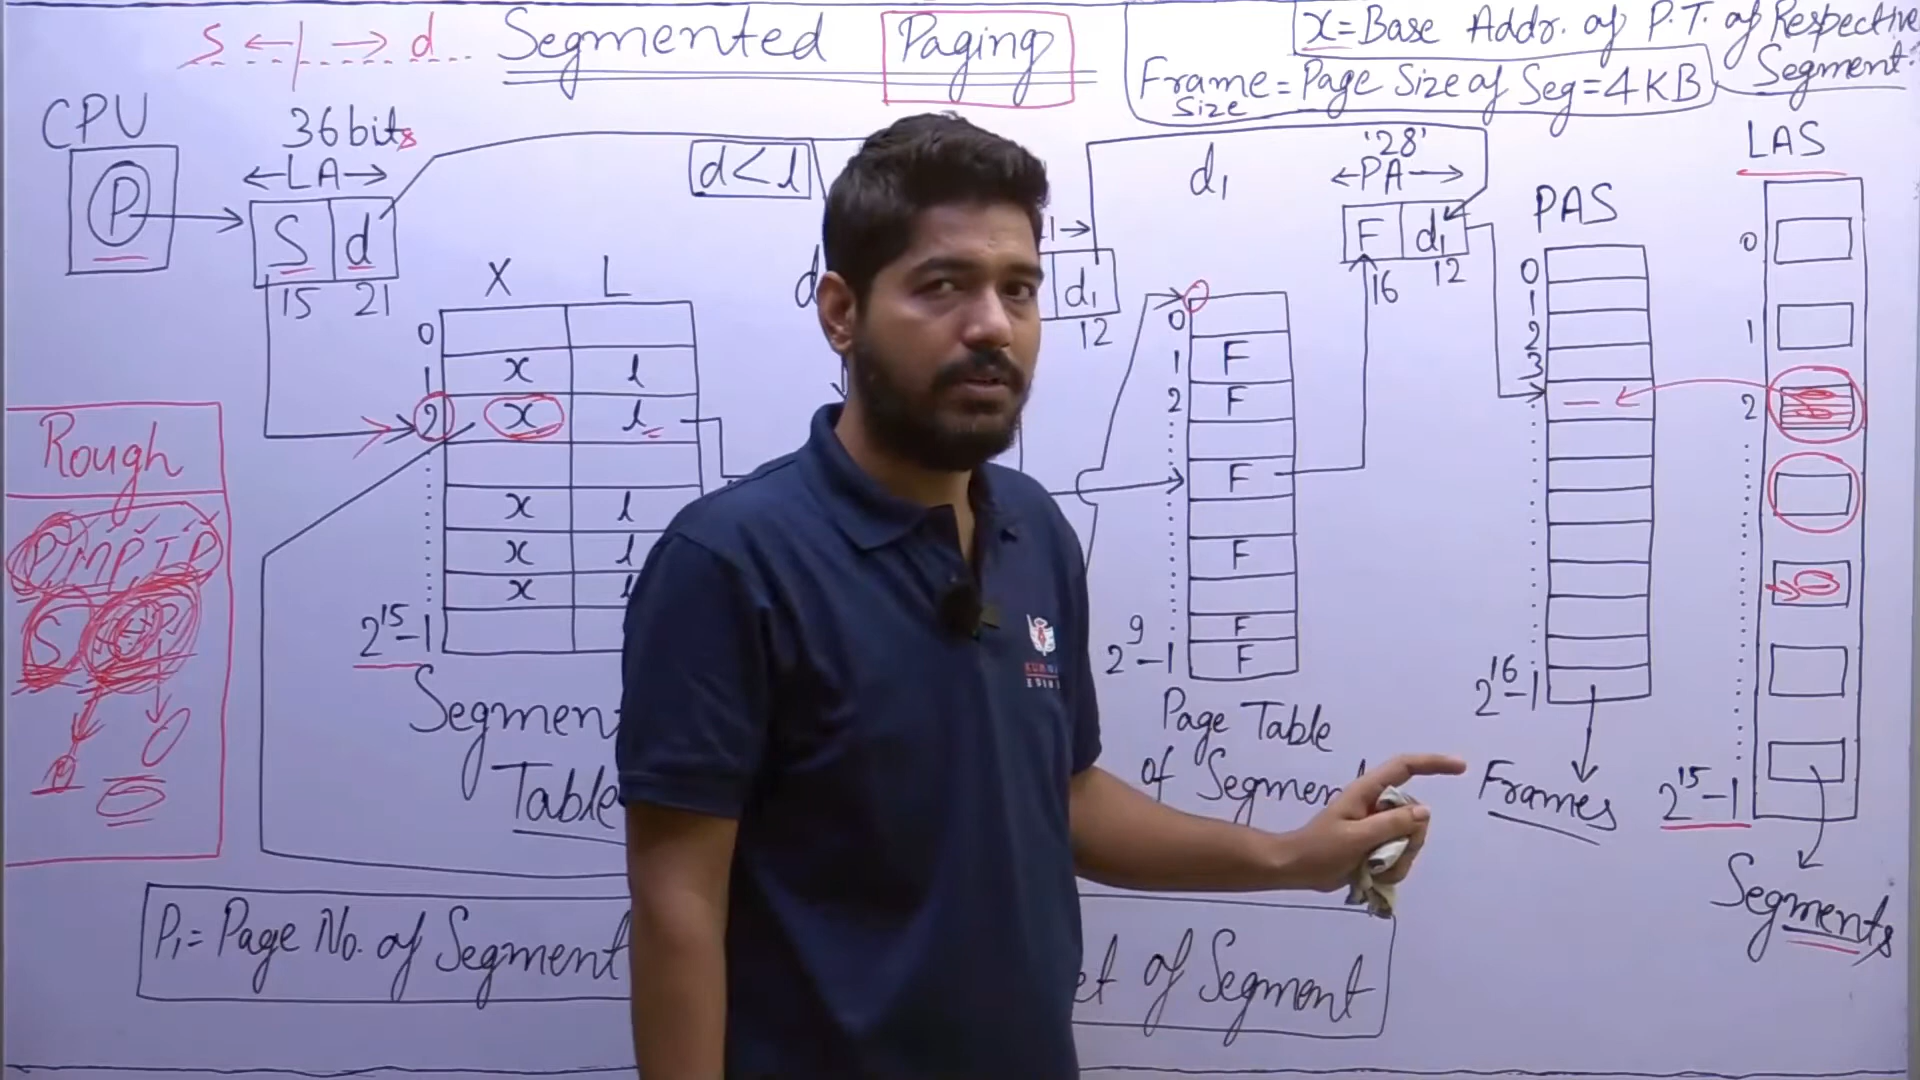 S ← | → d
Segmented Paging
x = Base Addr. of P.T. of Respective Segment.
Frame Size = Page Size of Seg = 4KB
CPU
P
36 bits
←LA→
S d
15 21
d < l
d
d1
12
d1
'28'
←PA→
F d1
16 12
PAS
LAS
X L
0
1 x l
2 x l
x l
x l
x l
2^15-1
Segment
Table
0
1 F
2 F
F
F
F
2^9-1 F
Page Table
of Segment
0
1
2
3
2^16-1
Frames
0
1
2
2^15-1
Segments
Rough
P1 = Page No. of Segment
of Segment